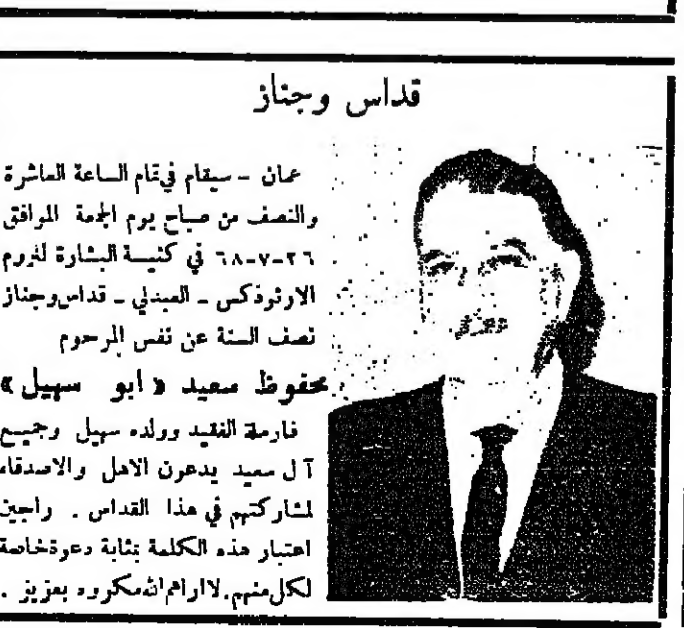 قداس وجناز
عمان - سيقام في تمام الساعة العاشرة
والنصف من صباح يوم الجمعة الموافق
٢٦-٧-٦٨ في كنيسة البشارة للروم
الارثوذكس - العبدلي - قداس وجناز
نصف السنة عن نفس المرحوم
محفوظ سعيد « ابو سهيل »
فارملة الفقيد وولده سهيل وجميع
آل سعيد يدعون الاهل والاصدقاء
لمشاركتهم في هذا القداس . راجين
اعتبار هذه الكلمة بمثابة دعوة خاصة
لكل منهم. لا اراهم الله مكروه بعزيز .